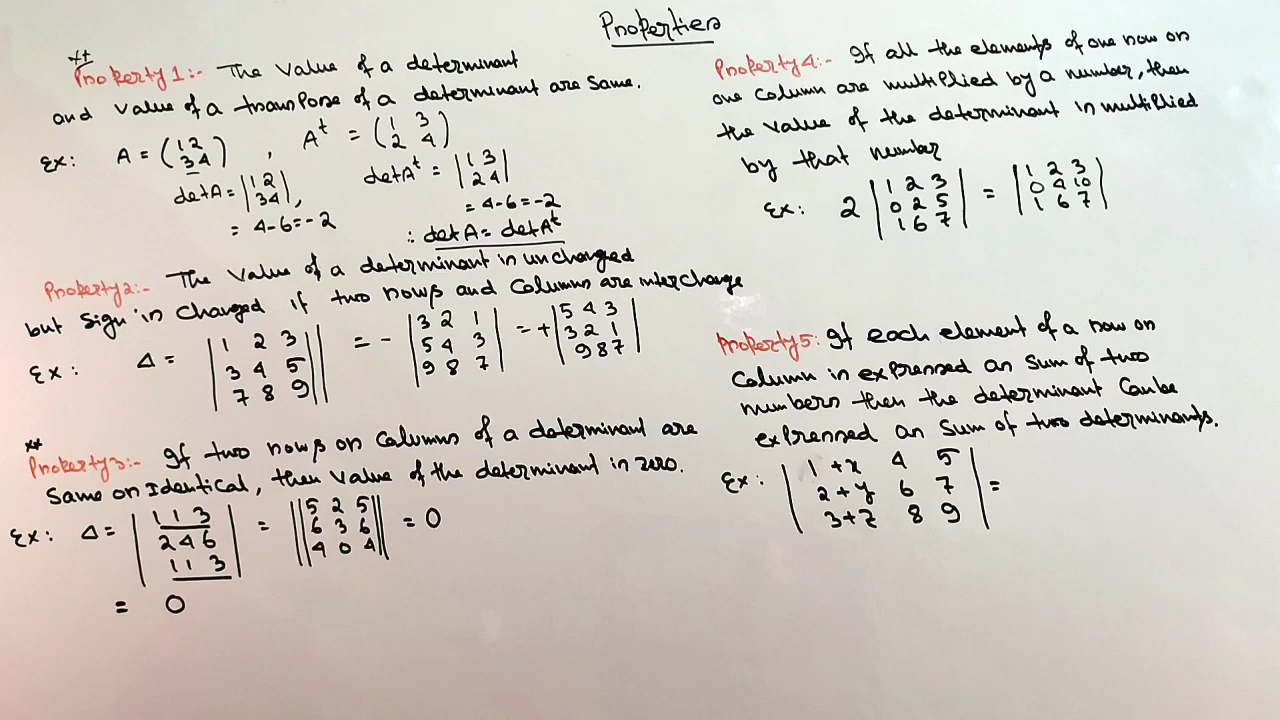 Properties
**
Property 1:- The value of a determinant
and value of a transpose of a determinant are same.
Ex: A = (1 2 / 3 4) , Aᵗ = (1 3 / 2 4)
detA = |1 2 / 3 4|, detAᵗ = |1 3 / 2 4|
= 4-6 = -2 = 4-6 = -2
∴ detA = detAᵗ
Property 2:- The value of a determinant is unchanged
but sign is changed if two rows and columns are interchange
Ex: Δ = |1 2 3 / 3 4 5 / 7 8 9| = - |3 2 1 / 5 4 3 / 9 8 7| = + |5 4 3 / 3 2 1 / 9 8 7|
**
Property 3:- If two rows or columns of a determinant are
same or identical, then value of the determinant is zero.
Ex: Δ = |1 1 3 / 2 4 6 / 1 1 3| = |5 2 5 / 6 3 6 / 4 0 4| = 0
= 0
Property 4:- If all the elements of one row or
one column are multiplied by a number, then
the value of the determinant is multiplied
by that number
Ex: 2 |1 2 3 / 0 2 5 / 1 6 7| = |1 2 3 / 0 4 10 / 1 6 7|
Property 5: If each element of a row or
column is expressed as sum of two
numbers then the determinant can be
expressed as sum of two determinants.
Ex: |1+x 4 5 / 2+y 6 7 / 3+z 8 9| =